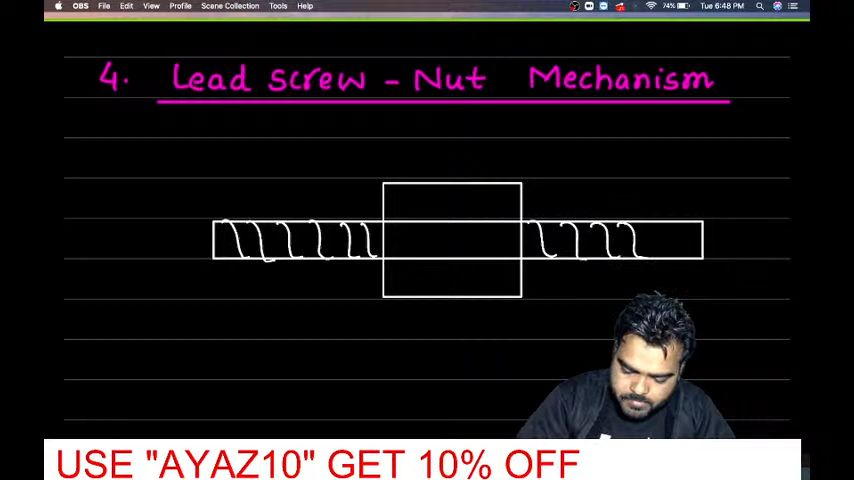 OBS File Edit View Profile Scene Collection Tools Help 74% Tue 6:48 PM
4. Lead screw - Nut Mechanism
USE "AYAZ10" GET 10% OFF